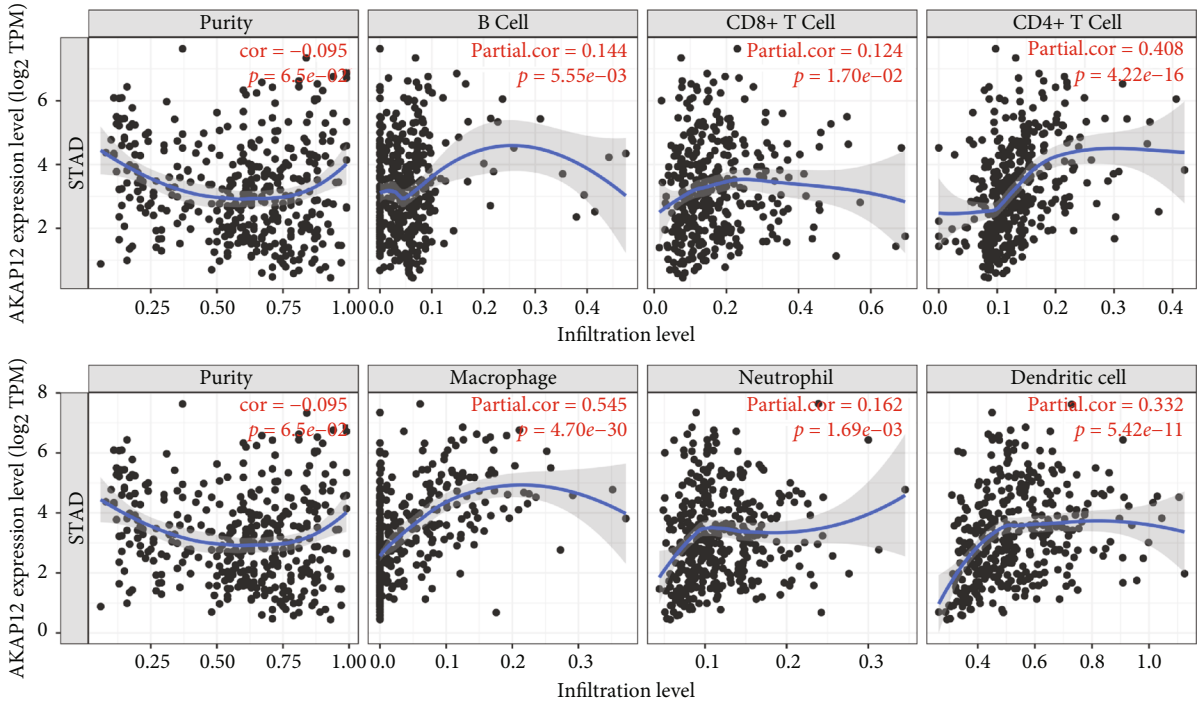 Purity B Cell CD8+ T Cell CD4+ T Cell
AKAP12 expression level (log2 TPM)
STAD
cor = −0.095
p = 6.5e−02
Partial.cor = 0.144
p = 5.55e−03
Partial.cor = 0.124
p = 1.70e−02
Partial.cor = 0.408
p = 4.22e−16
6
4
2
0.25 0.50 0.75 1.00 0.0 0.1 0.2 0.3 0.4 0.0 0.2 0.4 0.6 0.0 0.1 0.2 0.3 0.4
Infiltration level
Purity Macrophage Neutrophil Dendritic cell
AKAP12 expression level (log2 TPM)
STAD
cor = −0.095
p = 6.5e−02
Partial.cor = 0.545
p = 4.70e−30
Partial.cor = 0.162
p = 1.69e−03
Partial.cor = 0.332
p = 5.42e−11
8
6
4
2
0
0.25 0.50 0.75 1.00 0.0 0.1 0.2 0.3 0.1 0.2 0.3 0.4 0.6 0.8 1.0
Infiltration level